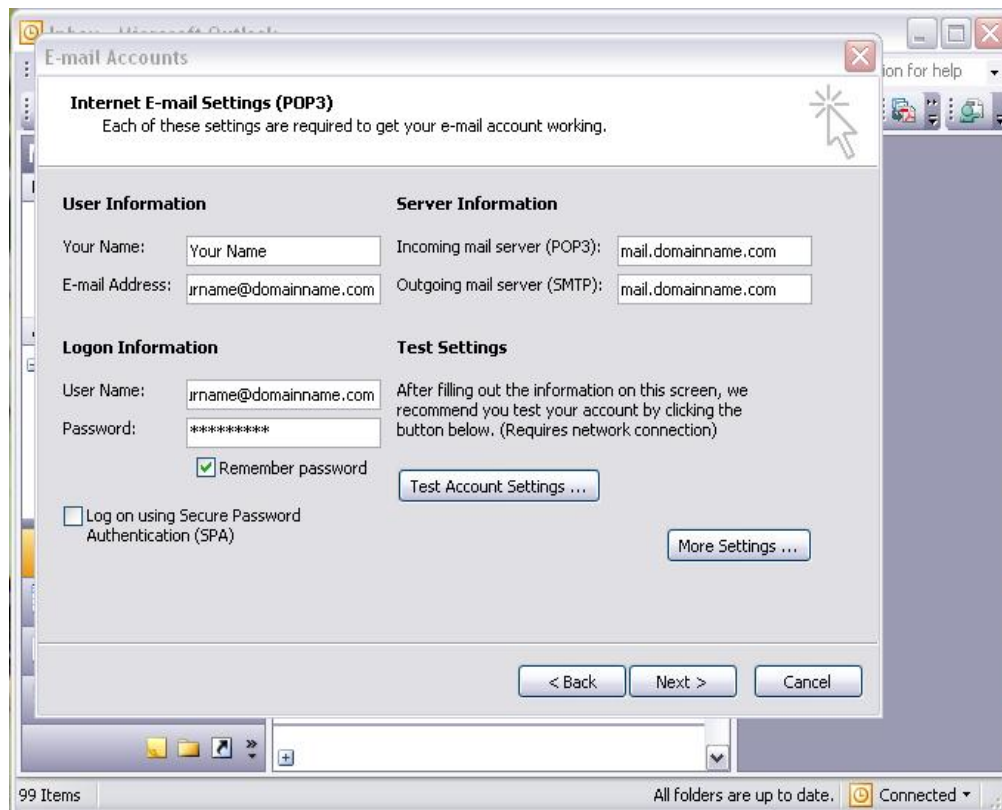 Inbox - Microsoft Outlook
E-mail Accounts
ion for help
Internet E-mail Settings (POP3)
Each of these settings are required to get your e-mail account working.
User Information
Server Information
Your Name: Your Name
Incoming mail server (POP3): mail.domainname.com
E-mail Address: urname@domainname.com
Outgoing mail server (SMTP): mail.domainname.com
Logon Information
Test Settings
User Name: urname@domainname.com
Password: *********
Remember password
Log on using Secure Password
Authentication (SPA)
After filling out the information on this screen, we
recommend you test your account by clicking the
button below. (Requires network connection)
Test Account Settings ...
More Settings ...
< Back
Next >
Cancel
99 Items
All folders are up to date.
Connected